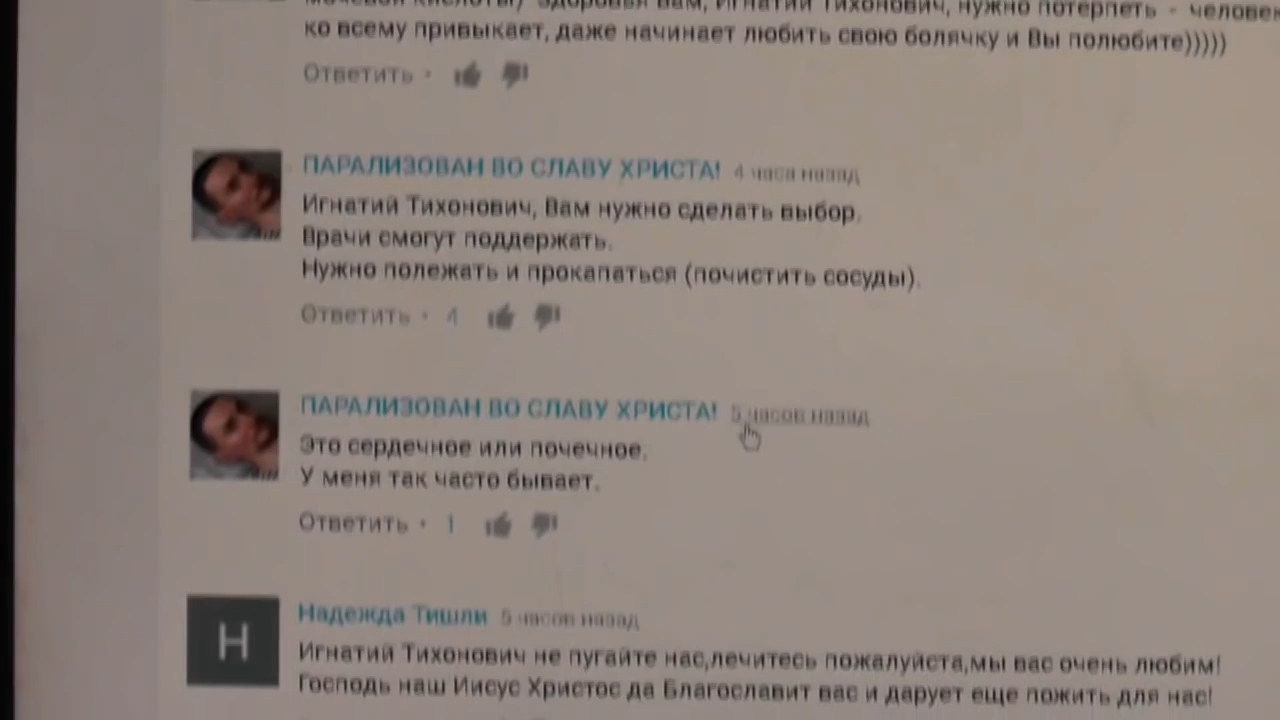 мочевой кислоты) здоровья вам, Игнатий Тихонович, нужно потерпеть - человек
ко всему привыкает, даже начинает любить свою болячку и Вы полюбите)))))
Ответить ·
ПАРАЛИЗОВАН ВО СЛАВУ ХРИСТА! 4 часа назад
Игнатий Тихонович, Вам нужно сделать выбор.
Врачи смогут поддержать.
Нужно полежать и прокапаться (почистить сосуды).
Ответить · 4
ПАРАЛИЗОВАН ВО СЛАВУ ХРИСТА! 5 часов назад
Это сердечное или почечное.
У меня так часто бывает.
Ответить · 1
Н
Надежда Тишли 5 часов назад
Игнатий Тихонович не пугайте нас,лечитесь пожалуйста,мы вас очень любим!
Господь наш Иисус Христос да Благославит вас и дарует еще пожить для нас!